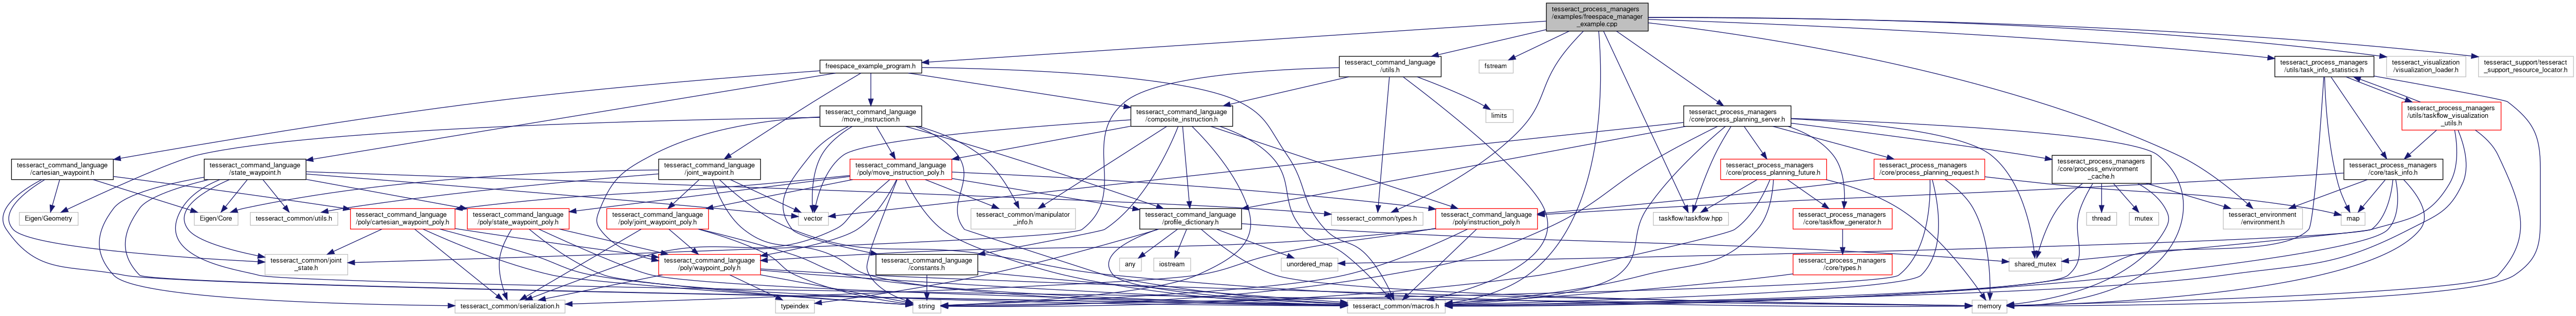 tesseract_process_managers
/examples/freespace_manager
_example.cpp
freespace_example_program.h
tesseract_command_language
/utils.h
fstream
tesseract_process_managers
/utils/task_info_statistics.h
tesseract_visualization
/visualization_loader.h
tesseract_support/tesseract
_support_resource_locator.h
tesseract_command_language
/move_instruction.h
tesseract_command_language
/composite_instruction.h
limits
tesseract_process_managers
/core/process_planning_server.h
tesseract_process_managers
/utils/taskflow_visualization
_utils.h
tesseract_command_language
/cartesian_waypoint.h
tesseract_command_language
/state_waypoint.h
tesseract_command_language
/joint_waypoint.h
tesseract_command_language
/poly/move_instruction_poly.h
tesseract_process_managers
/core/process_planning_future.h
tesseract_process_managers
/core/process_planning_request.h
tesseract_process_managers
/core/process_environment
_cache.h
tesseract_process_managers
/core/task_info.h
Eigen/Geometry
Eigen/Core
tesseract_common/utils.h
tesseract_command_language
/poly/cartesian_waypoint_poly.h
tesseract_command_language
/poly/state_waypoint_poly.h
tesseract_command_language
/poly/joint_waypoint_poly.h
vector
tesseract_common/manipulator
_info.h
tesseract_command_language
/profile_dictionary.h
tesseract_common/types.h
tesseract_command_language
/poly/instruction_poly.h
taskflow/taskflow.hpp
tesseract_process_managers
/core/taskflow_generator.h
thread
mutex
tesseract_environment
/environment.h
map
tesseract_common/joint
_state.h
tesseract_command_language
/poly/waypoint_poly.h
tesseract_command_language
/constants.h
any
iostream
unordered_map
tesseract_process_managers
/core/types.h
shared_mutex
tesseract_common/serialization.h
typeindex
string
tesseract_common/macros.h
memory